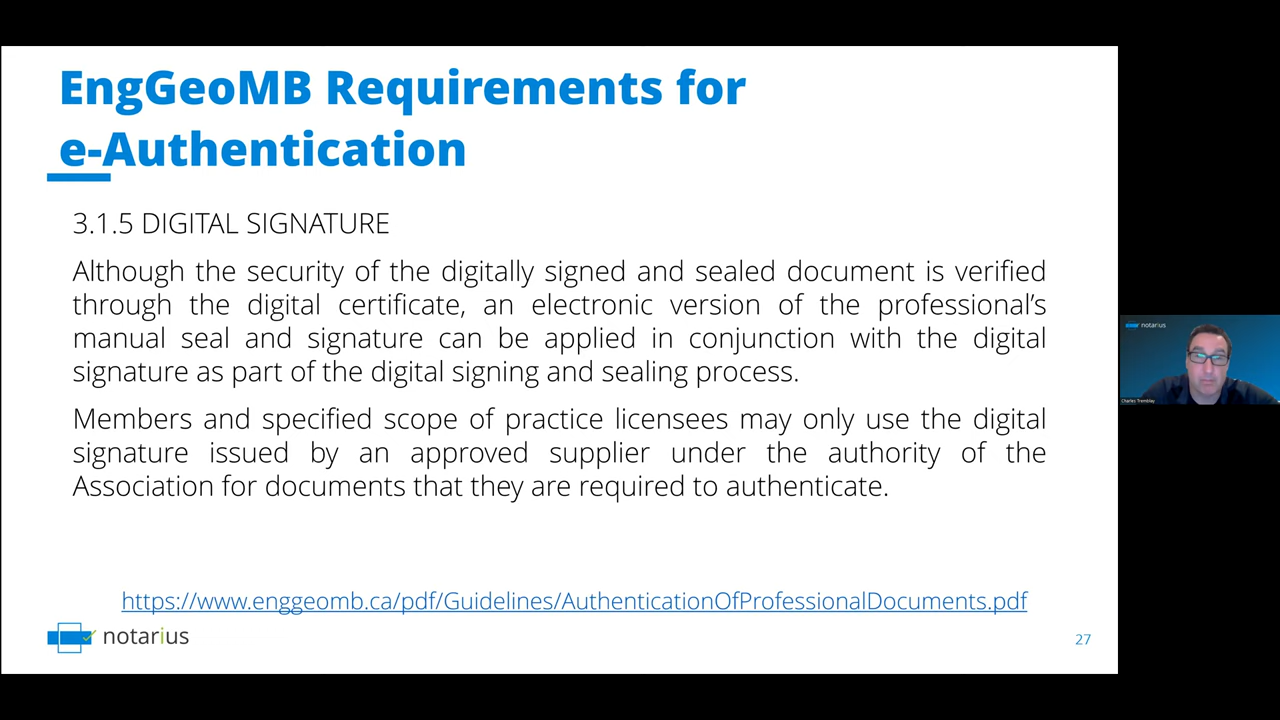 EngGeoMB Requirements for
e-Authentication
3.1.5 DIGITAL SIGNATURE
Although the security of the digitally signed and sealed document is verified
through the digital certificate, an electronic version of the professional’s
manual seal and signature can be applied in conjunction with the digital
signature as part of the digital signing and sealing process.
Members and specified scope of practice licensees may only use the digital
signature issued by an approved supplier under the authority of the
Association for documents that they are required to authenticate.
https://www.enggeomb.ca/pdf/Guidelines/AuthenticationOfProfessionalDocuments.pdf
notarius
27
notarius
Charles Tremblay